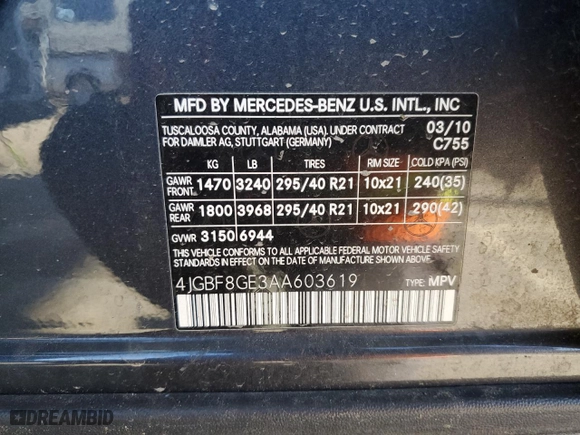 MFD BY MERCEDES-BENZ U.S. INTL., INC
TUSCALOOSA COUNTY, ALABAMA (USA), UNDER CONTRACT 03/10
FOR DAIMLER AG, STUTTGART (GERMANY) C755
KG LB TIRES RIM SIZE COLD KPA (PSI)
GAWR FRONT 1470 3240 295/40 R21 10x21 240(35)
GAWR REAR 1800 3968 295/40 R21 10x21 290(42)
GVWR 3150 6944
THIS VEHICLE CONFORMS TO ALL APPLICABLE FEDERAL MOTOR VEHICLE SAFETY
STANDARDS IN EFFECT ON THE DATE OF MANUFACTURE SHOWN ABOVE.
4JGBF8GE3AA603619 TYPE: MPV
DREAMBID